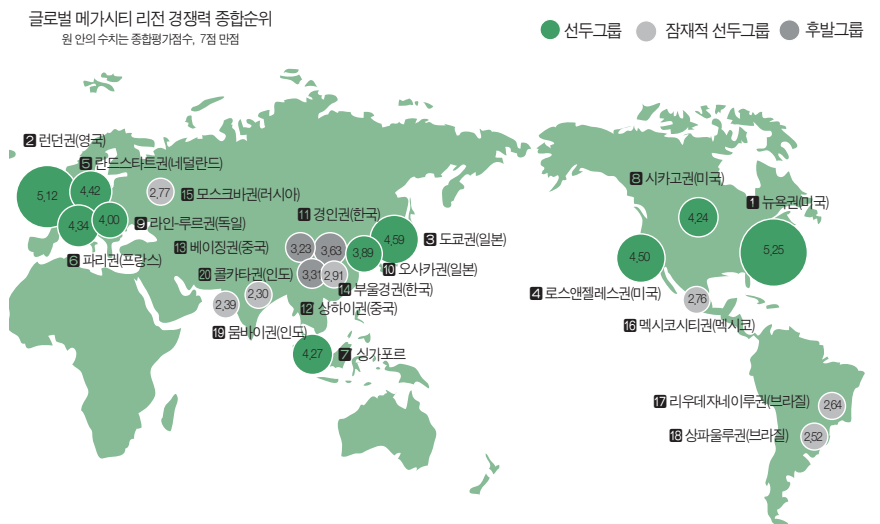 글로벌 메가시티 리전 경쟁력 종합순위
원 안의 수치는 종합평가점수, 7점 만점
선두그룹
잠재적 선두그룹
후발그룹
2 런던권(영국)
5 란드스타트권(네덜란드)
8 시카고권(미국)
5,12
4,42
2,77
15 모스크바권(러시아)
1 뉴욕권(미국)
4,34
4,00
9 라인-루르권(독일)
11 경인권(한국)
4,24
6 파리권(프랑스)
13 베이징권(중국)
3,23
3,63
3,89
4,59
3 도쿄권(일본)
4,50
5,25
20 콜카타권(인도)
3,31
2,91
10 오사카권(일본)
14 부울경권(한국)
4 로스앤젤레스권(미국)
2,39
2,30
12 상하이권(중국)
2,76
19 뭄바이권(인도)
16 멕시코시티권(멕시코)
4,27
7 싱가포르
17 리우데자네이루권(브라질)
2,64
18 상파울루권(브라질)
2,52